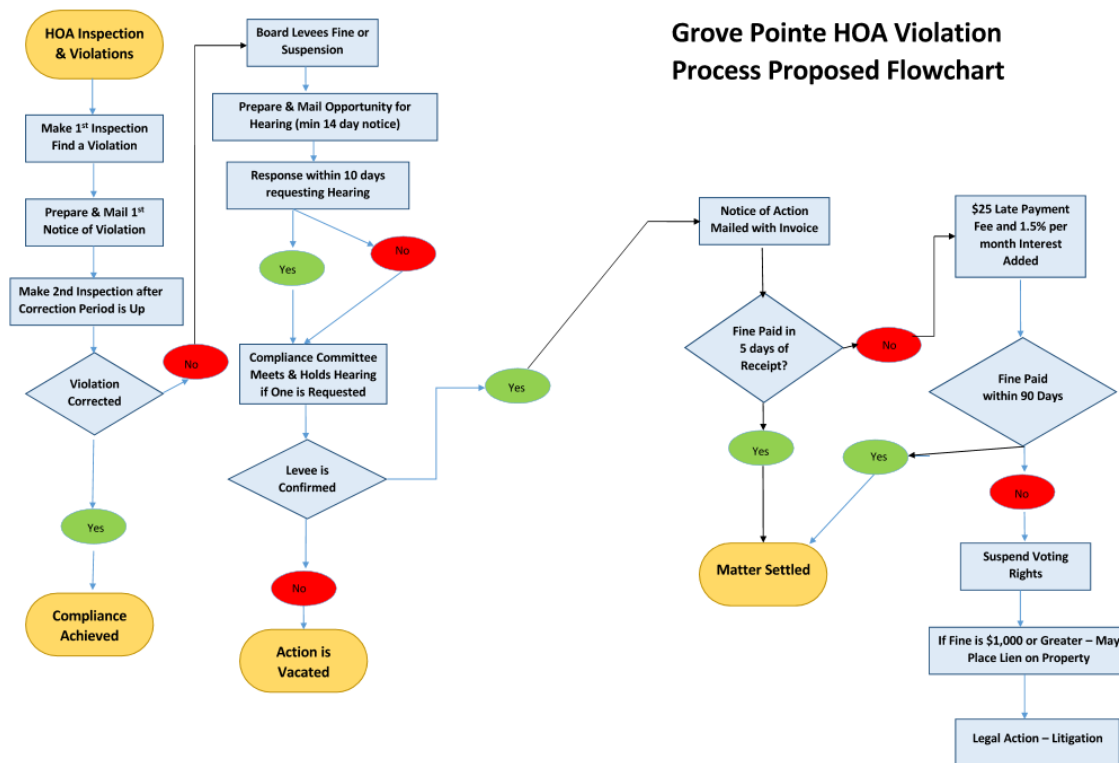 Grove Pointe HOA Violation
Process Proposed Flowchart
HOA Inspection
& Violations
Make 1st Inspection
Find a Violation
Prepare & Mail 1st
Notice of Violation
Make 2nd Inspection after
Correction Period is Up
Violation
Corrected
No
Yes
Compliance
Achieved
Board Levees Fine or
Suspension
Prepare & Mail Opportunity for
Hearing (min 14 day notice)
Response within 10 days
requesting Hearing
Yes
No
Compliance Committee
Meets & Holds Hearing
if One is Requested
Levee is
Confirmed
Yes
No
Action is
Vacated
Notice of Action
Mailed with Invoice
Fine Paid in
5 days of
Receipt?
No
Yes
Matter Settled
$25 Late Payment
Fee and 1.5% per
month Interest
Added
Fine Paid
within 90 Days
Yes
No
Suspend Voting
Rights
If Fine is $1,000 or Greater – May
Place Lien on Property
Legal Action – Litigation